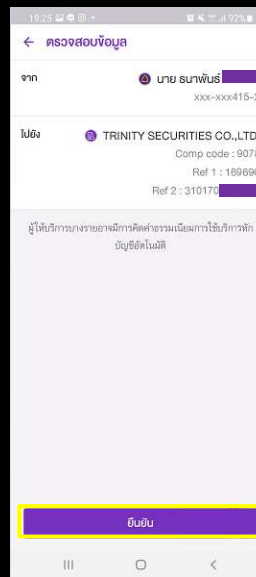 19:25
92%
← ตรวจสอบข้อมูล
จาก
นาย ธนาพันธ์
xxx-xxx415-
ไปยัง
TRINITY SECURITIES CO.,LTD
Comp code : 907
Ref 1 : 16969
Ref 2 : 310170
ผู้ให้บริการบางรายอาจมีการคิดค่าธรรมเนียมการใช้บริการหัก
บัญชีอัตโนมัติ
ยืนยัน